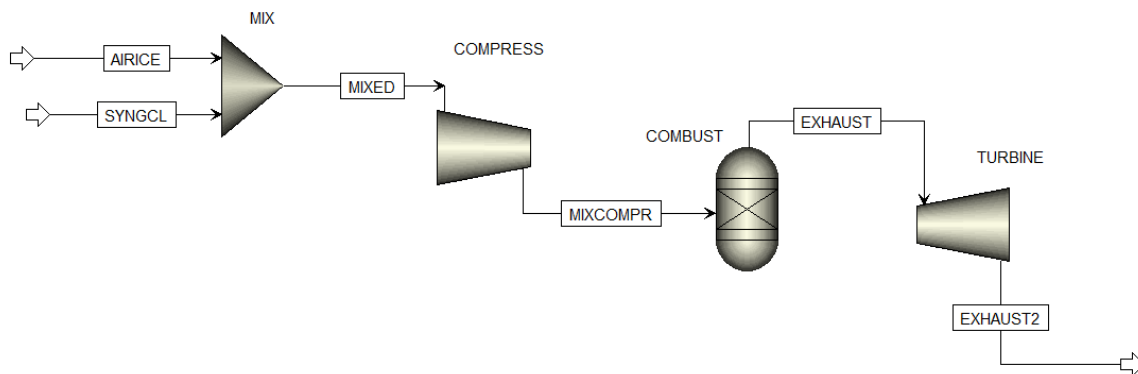 MIX
AIRICE
SYNGCL
MIXED
COMPRESS
MIXCOMPR
COMBUST
EXHAUST
TURBINE
EXHAUST2